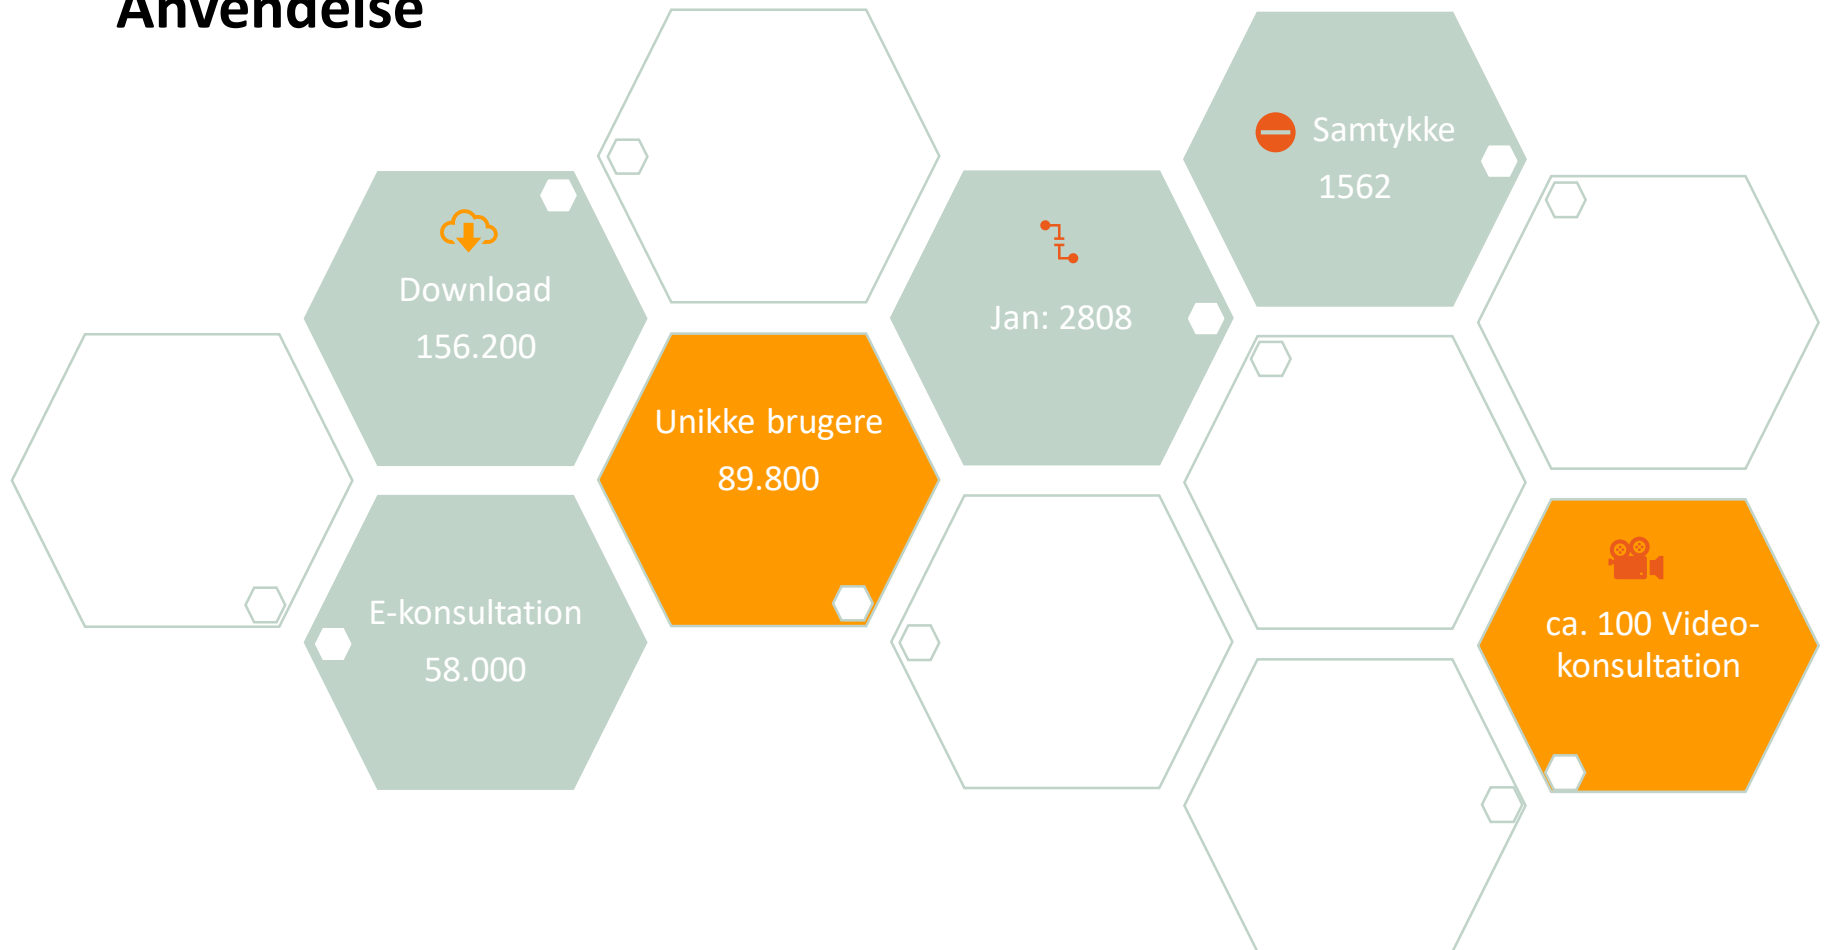 Anvendelse
Samtykke
1562
Download
156.200
Jan: 2808
Unikke brugere
89.800
E-konsultation
58.000
ca. 100 Video-
konsultation